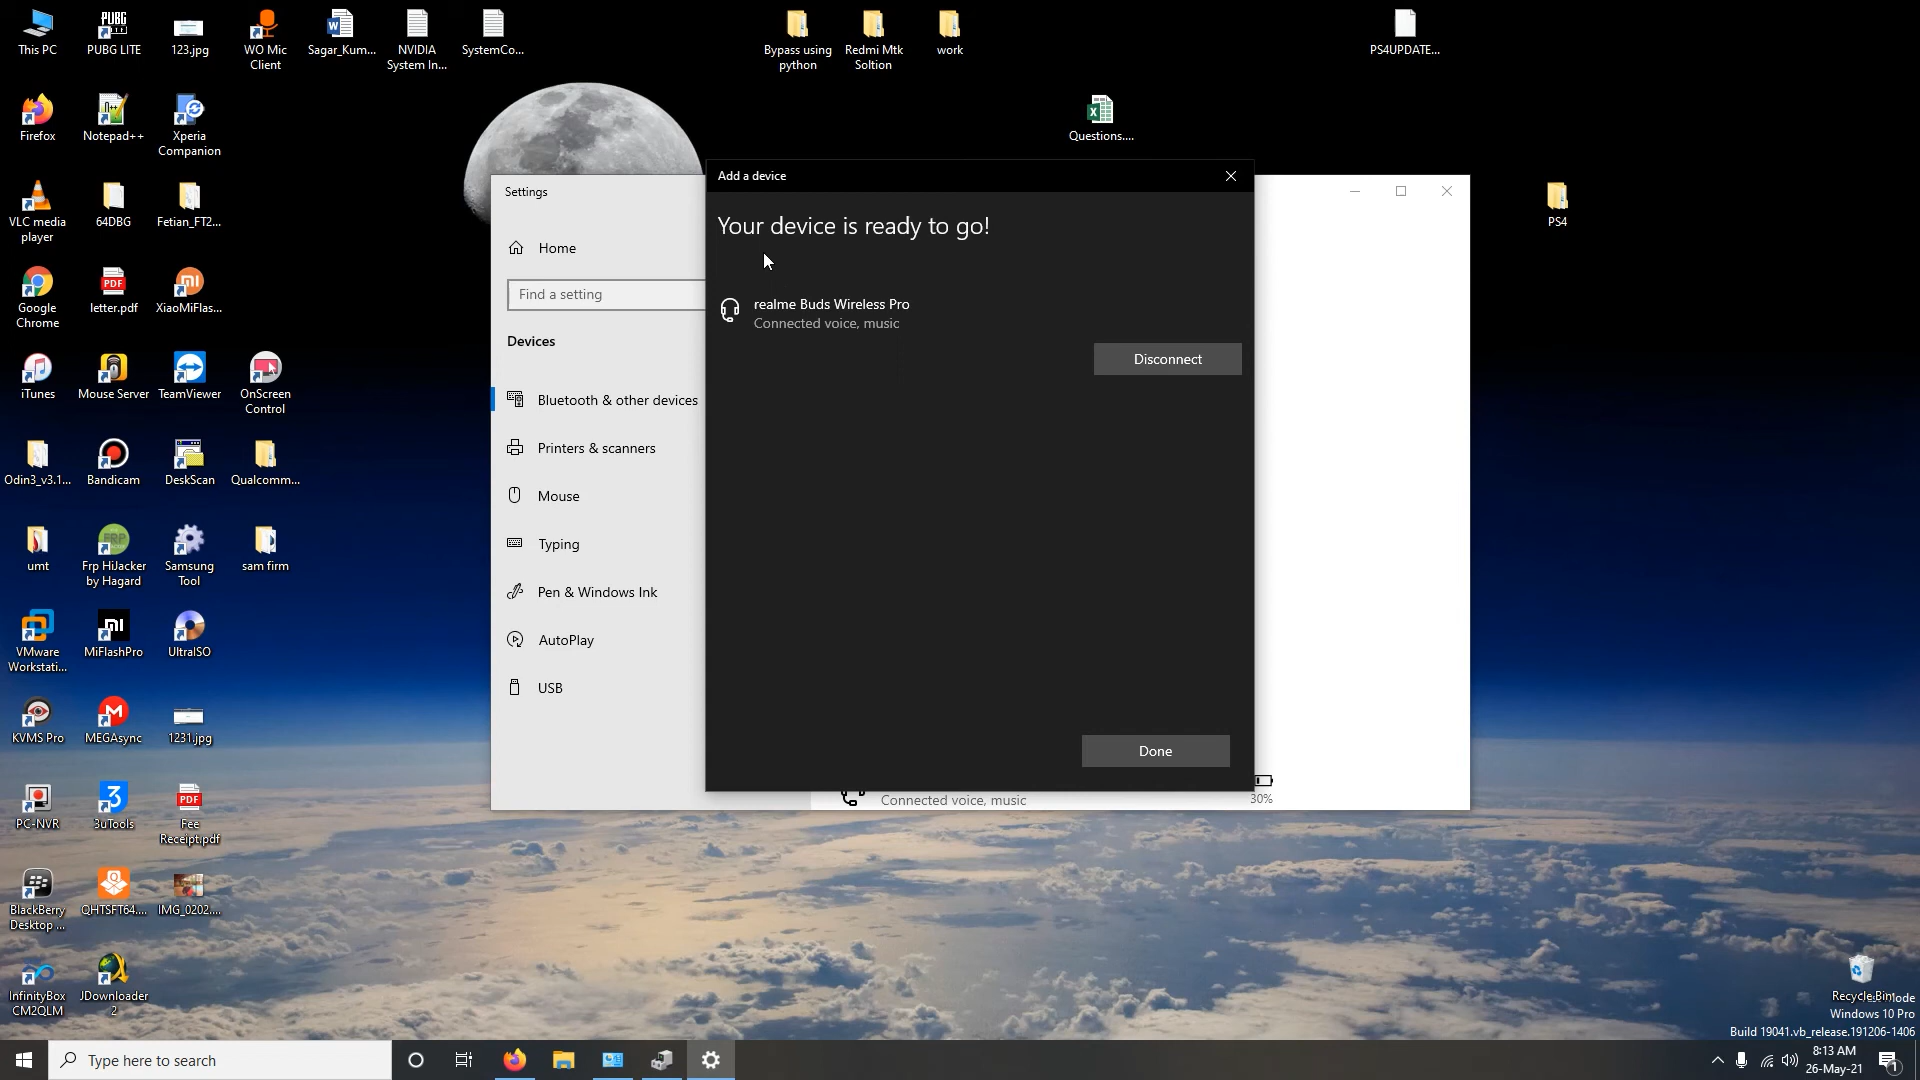 This PC
PUBG LITE
123.jpg
WO Mic
Client
Sagar_Kum...
NVIDIA
System In...
SystemCo...
Bypass using
python
Redmi Mtk
Soltion
work
PS4UPDATE...
Firefox
Notepad++
Xperia
Companion
Questions....
VLC media
player
64DBG
Fetian_FT2...
PS4
Google
Chrome
letter.pdf
XiaoMiFlas...
iTunes
Mouse Server
TeamViewer
OnScreen
Control
Odin3_v3.1...
Bandicam
DeskScan
Qualcomm...
umt
Frp HiJacker
by Hagard
Samsung
Tool
sam firm
VMware
Workstati...
MiFlashPro
UltraISO
KVMS Pro
MEGAsync
1231.jpg
PC-NVR
3uTools
Fee
Receipt.pdf
BlackBerry
Desktop ...
QHTSFT64....
IMG_0202....
InfinityBox
CM2QLM
JDownloader
2
Settings
Home
Find a setting
Devices
Bluetooth & other devices
Printers & scanners
Mouse
Typing
Pen & Windows Ink
AutoPlay
USB
Add a device
Your device is ready to go!
realme Buds Wireless Pro
Connected voice, music
Disconnect
Done
Connected voice, music
30%
Recycle Bin
Windows 10 Pro
Build 19041.vb_release.191206-1406
Type here to search
8:13 AM
26-May-21
1